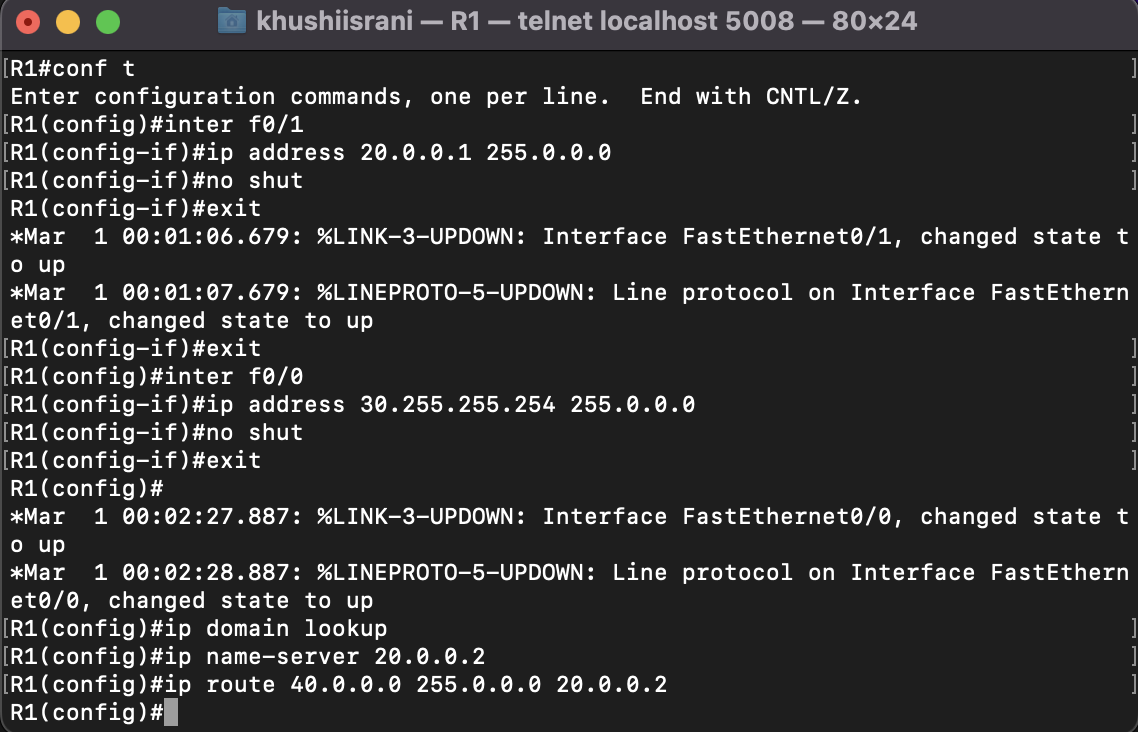 khushiisrani — R1 — telnet localhost 5008 — 80×24
[R1#conf t ]
Enter configuration commands, one per line.  End with CNTL/Z.
[R1(config)#inter f0/1 ]
[R1(config-if)#ip address 20.0.0.1 255.0.0.0 ]
[R1(config-if)#no shut ]
R1(config-if)#exit
*Mar  1 00:01:06.679: %LINK-3-UPDOWN: Interface FastEthernet0/1, changed state t
o up
*Mar  1 00:01:07.679: %LINEPROTO-5-UPDOWN: Line protocol on Interface FastEthern
et0/1, changed state to up
[R1(config-if)#exit ]
[R1(config)#inter f0/0 ]
[R1(config-if)#ip address 30.255.255.254 255.0.0.0 ]
[R1(config-if)#no shut ]
[R1(config-if)#exit ]
R1(config)#
*Mar  1 00:02:27.887: %LINK-3-UPDOWN: Interface FastEthernet0/0, changed state t
o up
*Mar  1 00:02:28.887: %LINEPROTO-5-UPDOWN: Line protocol on Interface FastEthern
et0/0, changed state to up
[R1(config)#ip domain lookup ]
[R1(config)#ip name-server 20.0.0.2 ]
[R1(config)#ip route 40.0.0.0 255.0.0.0 20.0.0.2 ]
R1(config)#